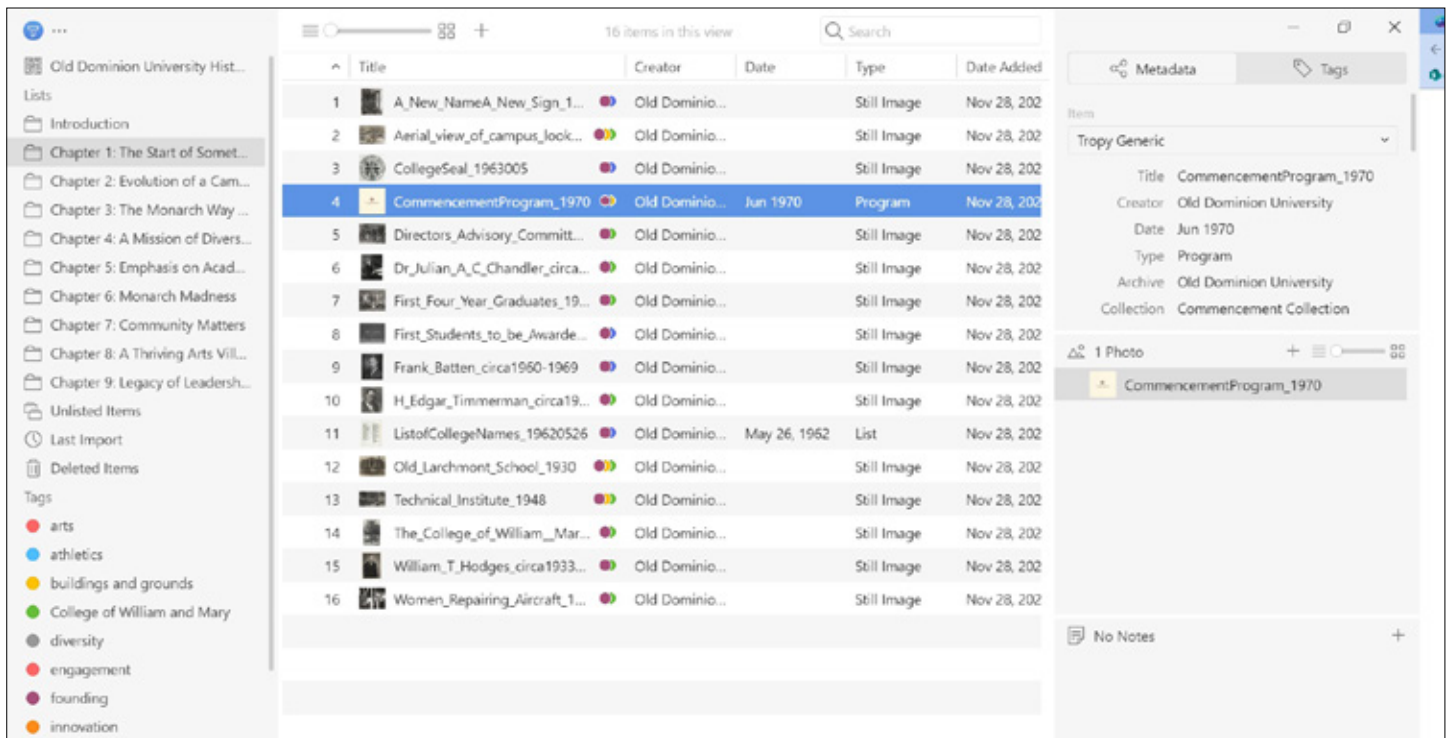 ...
Old Dominion University Hist...
Lists
Introduction
Chapter 1: The Start of Somet...
Chapter 2: Evolution of a Cam...
Chapter 3: The Monarch Way ...
Chapter 4: A Mission of Divers...
Chapter 5: Emphasis on Acad...
Chapter 6: Monarch Madness
Chapter 7: Community Matters
Chapter 8: A Thriving Arts Vill...
Chapter 9: Legacy of Leadersh...
Unlisted Items
Last Import
Deleted Items
Tags
arts
athletics
buildings and grounds
College of William and Mary
diversity
engagement
founding
innovation
16 items in this view
Search
Title Creator Date Type Date Added
1 A_New_NameA_New_Sign_1... Old Dominio... Still Image Nov 28, 202
2 Aerial_view_of_campus_look... Old Dominio... Still Image Nov 28, 202
3 CollegeSeal_1963005 Old Dominio... Still Image Nov 28, 202
4 CommencementProgram_1970 Old Dominio... Jun 1970 Program Nov 28, 202
5 Directors_Advisory_Committ... Old Dominio... Still Image Nov 28, 202
6 Dr_Julian_A_C_Chandler_circa... Old Dominio... Still Image Nov 28, 202
7 First_Four_Year_Graduates_19... Old Dominio... Still Image Nov 28, 202
8 First_Students_to_be_Awarde... Old Dominio... Still Image Nov 28, 202
9 Frank_Batten_circa1960-1969 Old Dominio... Still Image Nov 28, 202
10 H_Edgar_Timmerman_circa19... Old Dominio... Still Image Nov 28, 202
11 ListofCollegeNames_19620526 Old Dominio... May 26, 1962 List Nov 28, 202
12 Old_Larchmont_School_1930 Old Dominio... Still Image Nov 28, 202
13 Technical_Institute_1948 Old Dominio... Still Image Nov 28, 202
14 The_College_of_William__Mar... Old Dominio... Still Image Nov 28, 202
15 William_T_Hodges_circa1933... Old Dominio... Still Image Nov 28, 202
16 Women_Repairing_Aircraft_1... Old Dominio... Still Image Nov 28, 202
Metadata Tags
Item
Tropy Generic
Title CommencementProgram_1970
Creator Old Dominion University
Date Jun 1970
Type Program
Archive Old Dominion University
Collection Commencement Collection
1 Photo
CommencementProgram_1970
No Notes